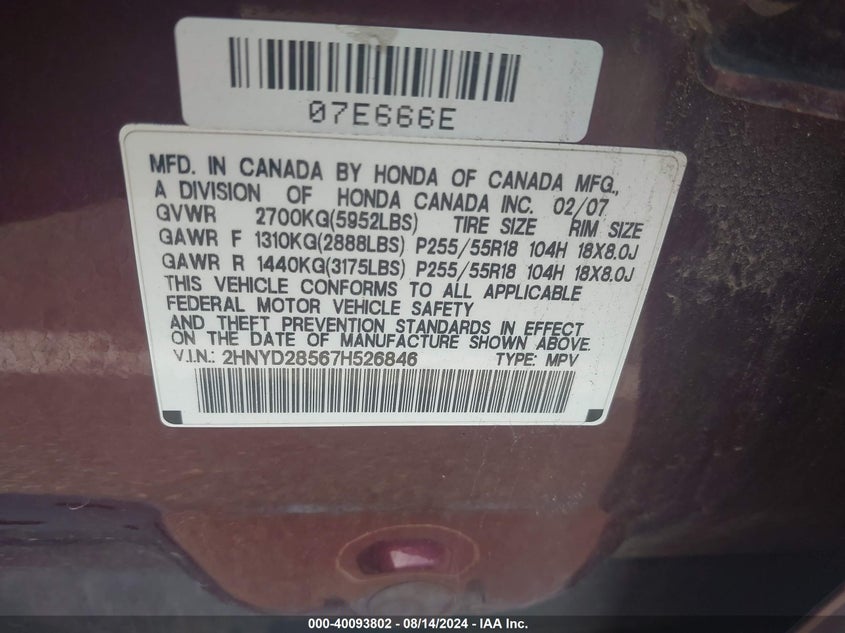 07E666E
MFD. IN CANADA BY HONDA OF CANADA MFG.,
A DIVISION OF HONDA CANADA INC. 02/07
GVWR 2700KG(5952LBS) TIRE SIZE RIM SIZE
GAWR F 1310KG(2888LBS) P255/55R18 104H 18X8.0J
GAWR R 1440KG(3175LBS) P255/55R18 104H 18X8.0J
THIS VEHICLE CONFORMS TO ALL APPLICABLE
FEDERAL MOTOR VEHICLE SAFETY
AND THEFT PREVENTION STANDARDS IN EFFECT
ON THE DATE OF MANUFACTURE SHOWN ABOVE.
V.I.N.: 2HNYD28567H526846 TYPE: MPV
000-40093802 - 08/14/2024 - IAA Inc.